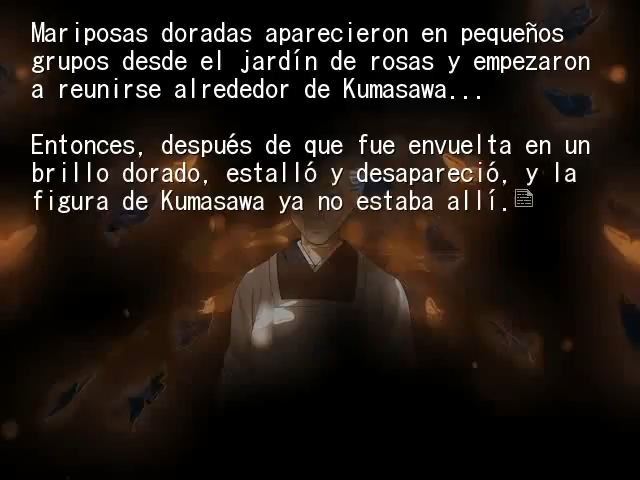 Mariposas doradas aparecieron en pequeños
grupos desde el jardín de rosas y empezaron
a reunirse alrededor de Kumasawa...
Entonces, después de que fue envuelta en un
brillo dorado, estalló y desapareció, y la
figura de Kumasawa ya no estaba allí.